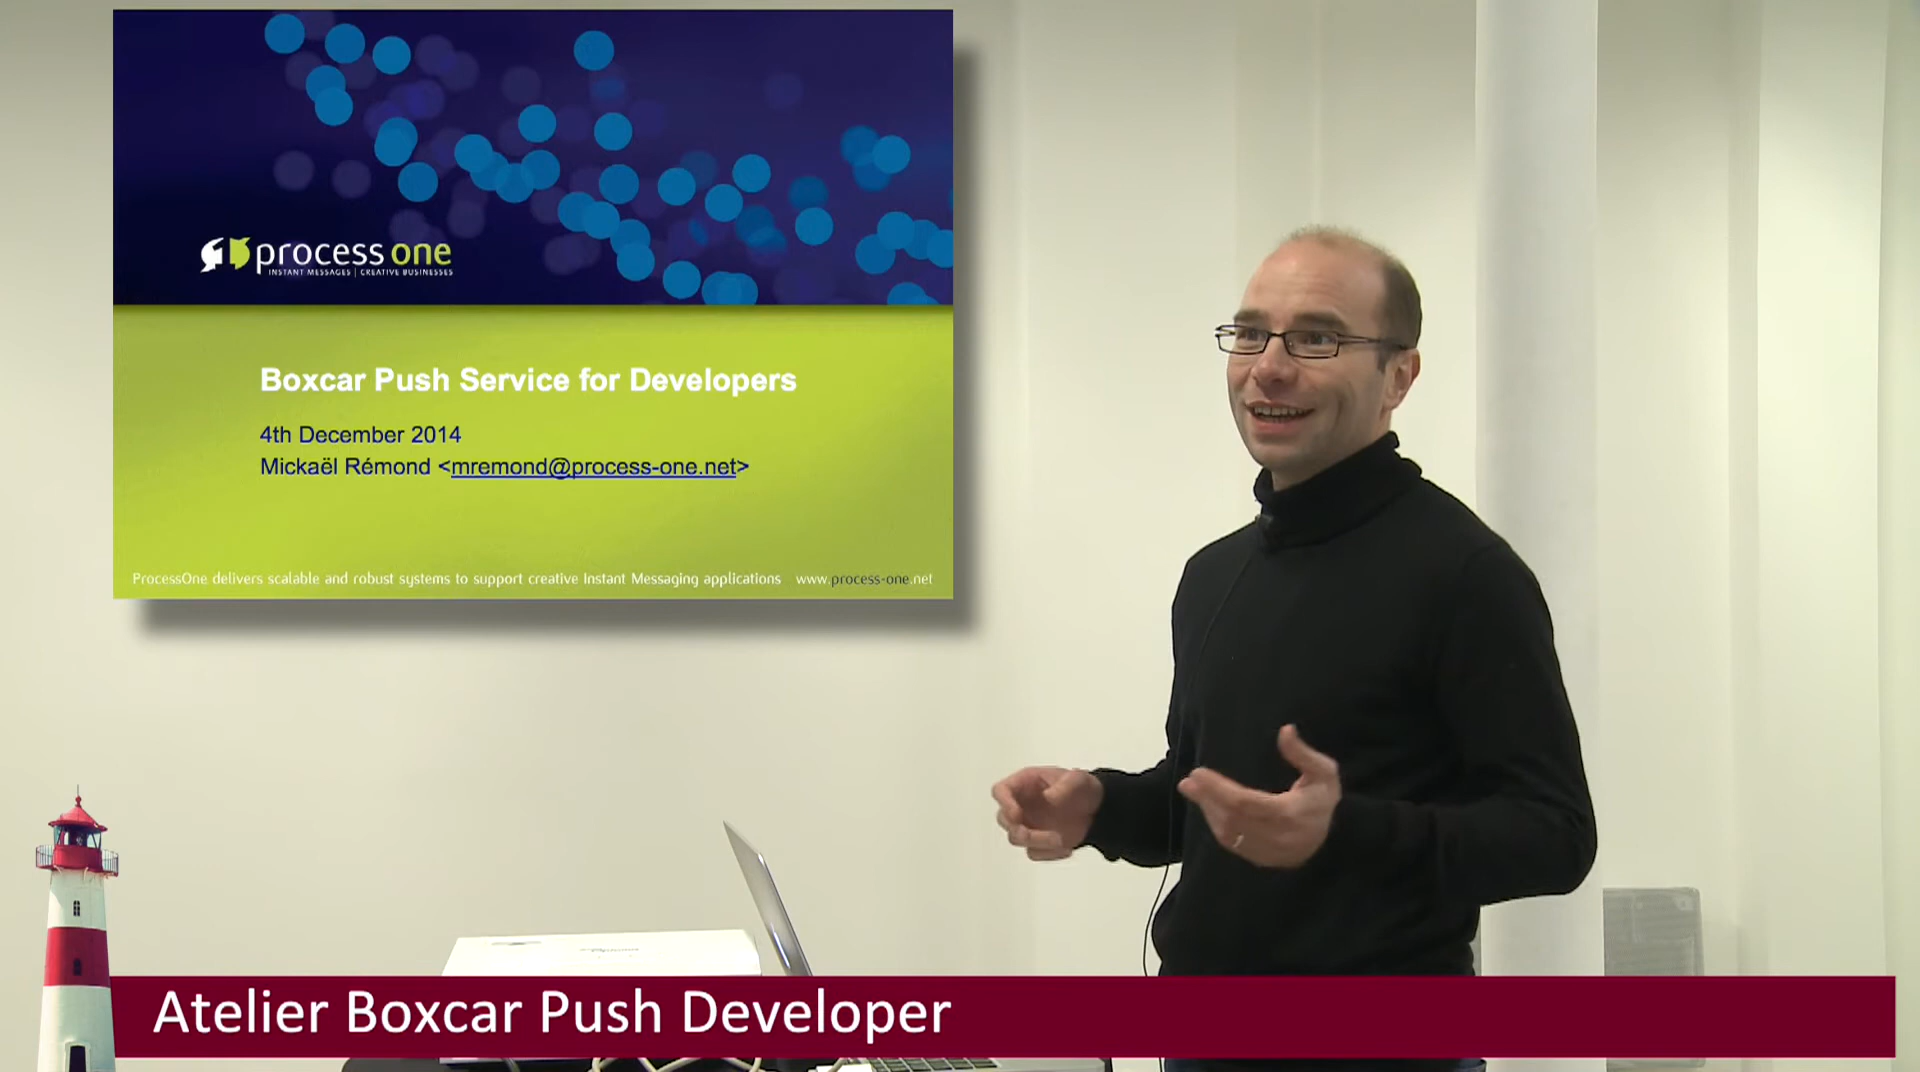 process one
INSTANT MESSAGES | CREATIVE BUSINESSES
Boxcar Push Service for Developers
4th December 2014
Mickaël Rémond <mremond@process-one.net>
ProcessOne delivers scalable and robust systems to support creative Instant Messaging applications www.process-one.net
Atelier Boxcar Push Developer